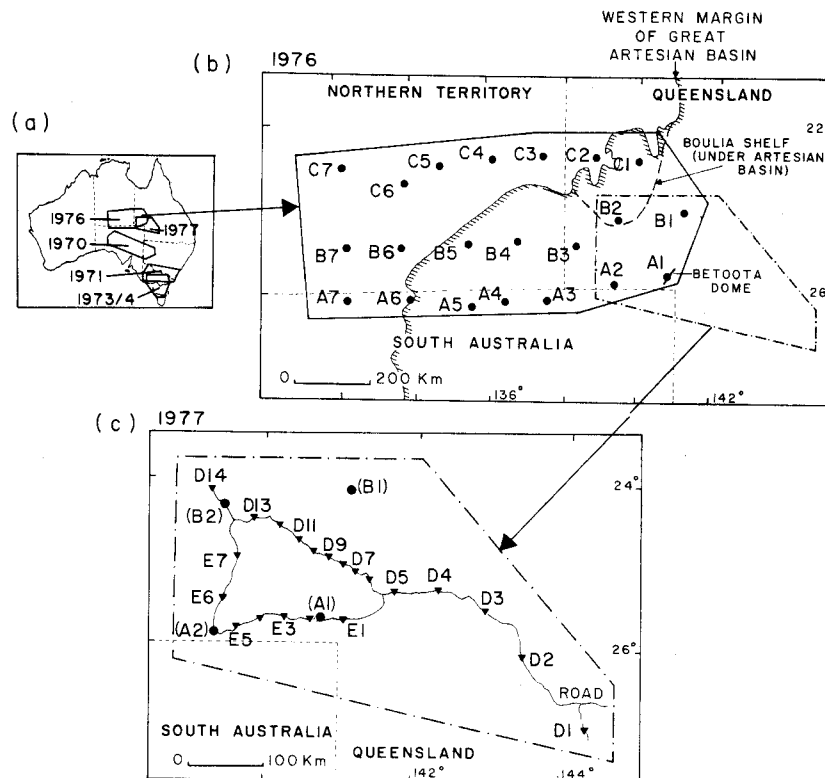 WESTERN MARGIN
OF GREAT
ARTESIAN BASIN
(b)
1976
NORTHERN TERRITORY
QUEENSLAND
22
BOULIA SHELF
(UNDER ARTESIAN
BASIN)
C7
C6
C5
C4
C3
C2
C1
B7
B6
B5
B4
B3
B2
B1
A7
A6
A5
A4
A3
A2
A1
BETOOTA
DOME
26
SOUTH AUSTRALIA
0
200 Km
136°
142°
(a)
1976
1977
1970
1971
1973/4
(c)
1977
D14
(B1)
24°
(B2)
D13
D11
D9
D7
E7
D5
D4
D3
E6
(A1)
(A2)
E5
E3
E1
D2
26°
ROAD
D1
SOUTH AUSTRALIA
0
100 Km
QUEENSLAND
142°
144°